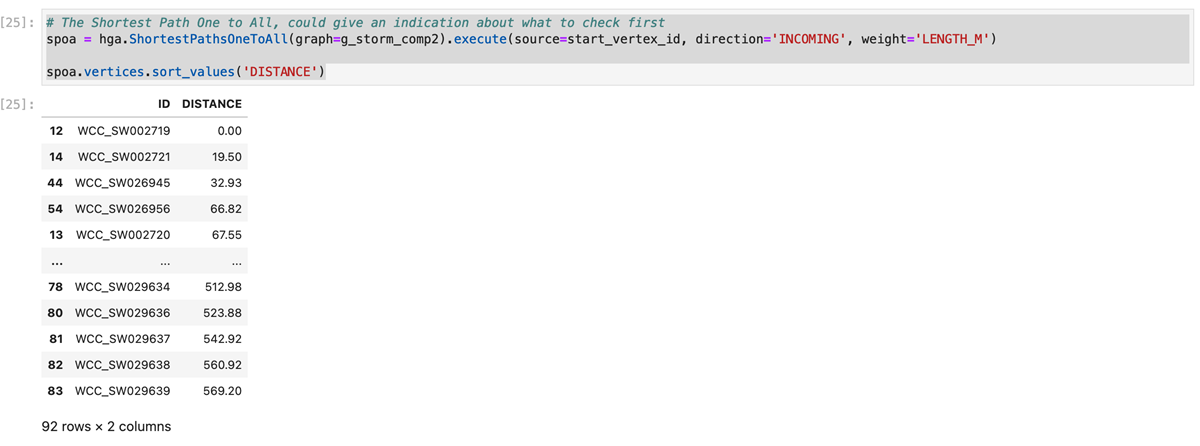 [25]: # The Shortest Path One to All, could give an indication about what to check first
spoa = hga.ShortestPathsOneToAll(graph=g_storm_comp2).execute(source=start_vertex_id, direction='INCOMING', weight='LENGTH_M')
spoa.vertices.sort_values('DISTANCE')
[25]:
ID DISTANCE
12 WCC_SW002719 0.00
14 WCC_SW002721 19.50
44 WCC_SW026945 32.93
54 WCC_SW026956 66.82
13 WCC_SW002720 67.55
... ... ...
78 WCC_SW029634 512.98
80 WCC_SW029636 523.88
81 WCC_SW029637 542.92
82 WCC_SW029638 560.92
83 WCC_SW029639 569.20
92 rows × 2 columns